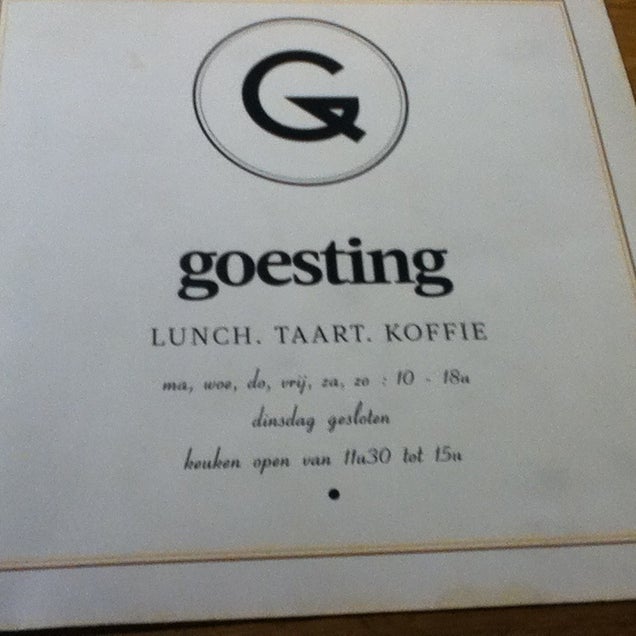 G
goesting
LUNCH. TAART. KOFFIE
ma, woe, do, vrij, za, zo : 10 - 18u
dinsdag gesloten
keuken open van 11u30 tot 15u